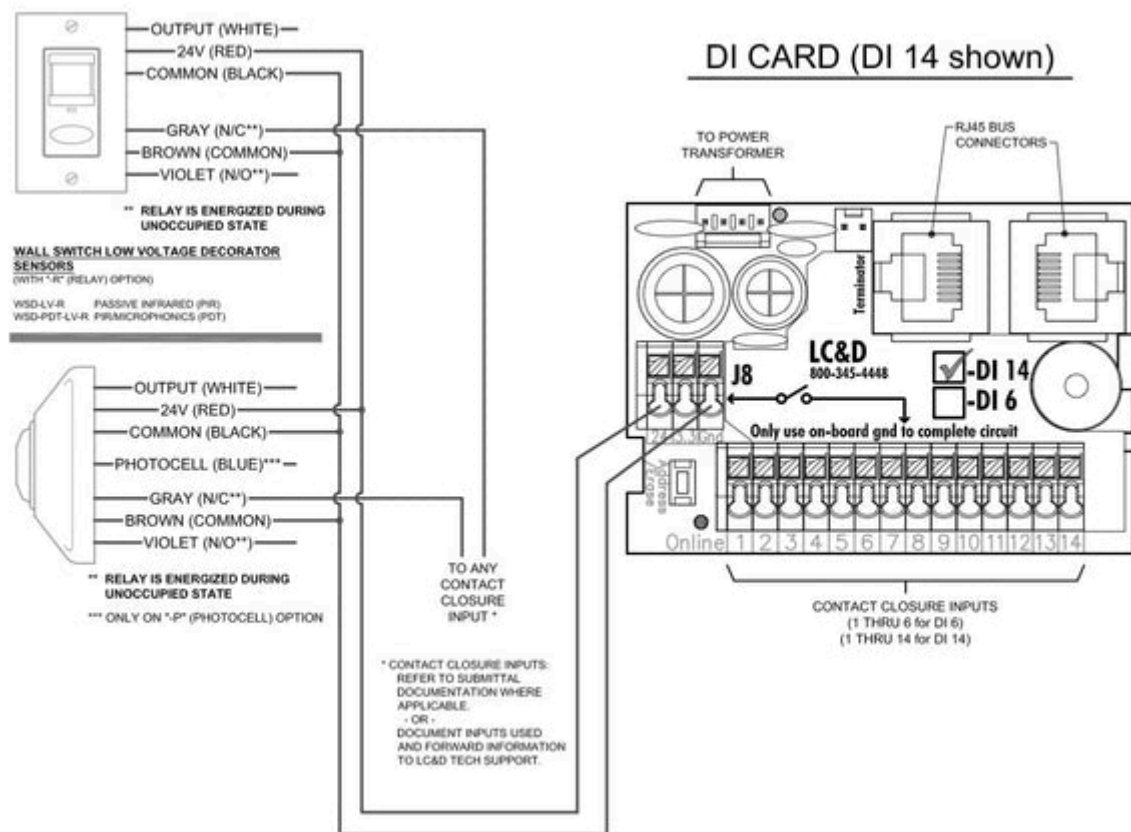 OUTPUT (WHITE)
24V (RED)
COMMON (BLACK)
GRAY (N/C**)
BROWN (COMMON)
VIOLET (N/O**)
** RELAY IS ENERGIZED DURING
UNOCCUPIED STATE
WALL SWITCH LOW VOLTAGE DECORATOR
SENSORS
(WITH "-R" (RELAY) OPTION)
WSD-LV-R PASSIVE INFRARED (PIR)
WSD-PDT-LV-R PIR/MICROPHONICS (PDT)
OUTPUT (WHITE)
24V (RED)
COMMON (BLACK)
PHOTOCELL (BLUE)***
GRAY (N/C**)
BROWN (COMMON)
VIOLET (N/O**)
** RELAY IS ENERGIZED DURING
UNOCCUPIED STATE
*** ONLY ON "-P" (PHOTOCELL) OPTION
TO ANY
CONTACT
CLOSURE
INPUT *
* CONTACT CLOSURE INPUTS:
REFER TO SUBMITTAL
DOCUMENTATION WHERE
APPLICABLE.
- OR -
DOCUMENT INPUTS USED
AND FORWARD INFORMATION
TO LC&D TECH SUPPORT.
DI CARD (DI 14 shown)
TO POWER
TRANSFORMER
RJ45 BUS
CONNECTORS
Terminator
LC&D
800-345-4448
-DI 14
-DI 6
J8
Gnd
Only use on-board gnd to complete circuit
Address
/Erase
Online 1 2 3 4 5 6 7 8 9 10 11 12 13 14
CONTACT CLOSURE INPUTS
(1 THRU 6 for DI 6)
(1 THRU 14 for DI 14)